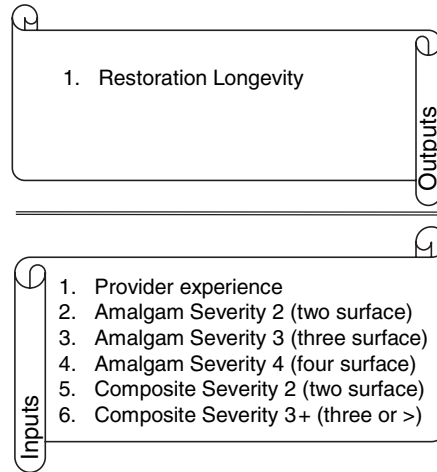 1. Restoration Longevity
Outputs
1. Provider experience
2. Amalgam Severity 2 (two surface)
3. Amalgam Severity 3 (three surface)
4. Amalgam Severity 4 (four surface)
5. Composite Severity 2 (two surface)
6. Composite Severity 3+ (three or >)
Inputs